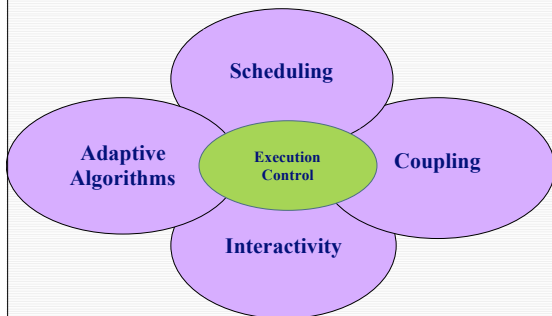 Scheduling
Adaptive
Algorithms
Execution
Control
Coupling
Interactivity